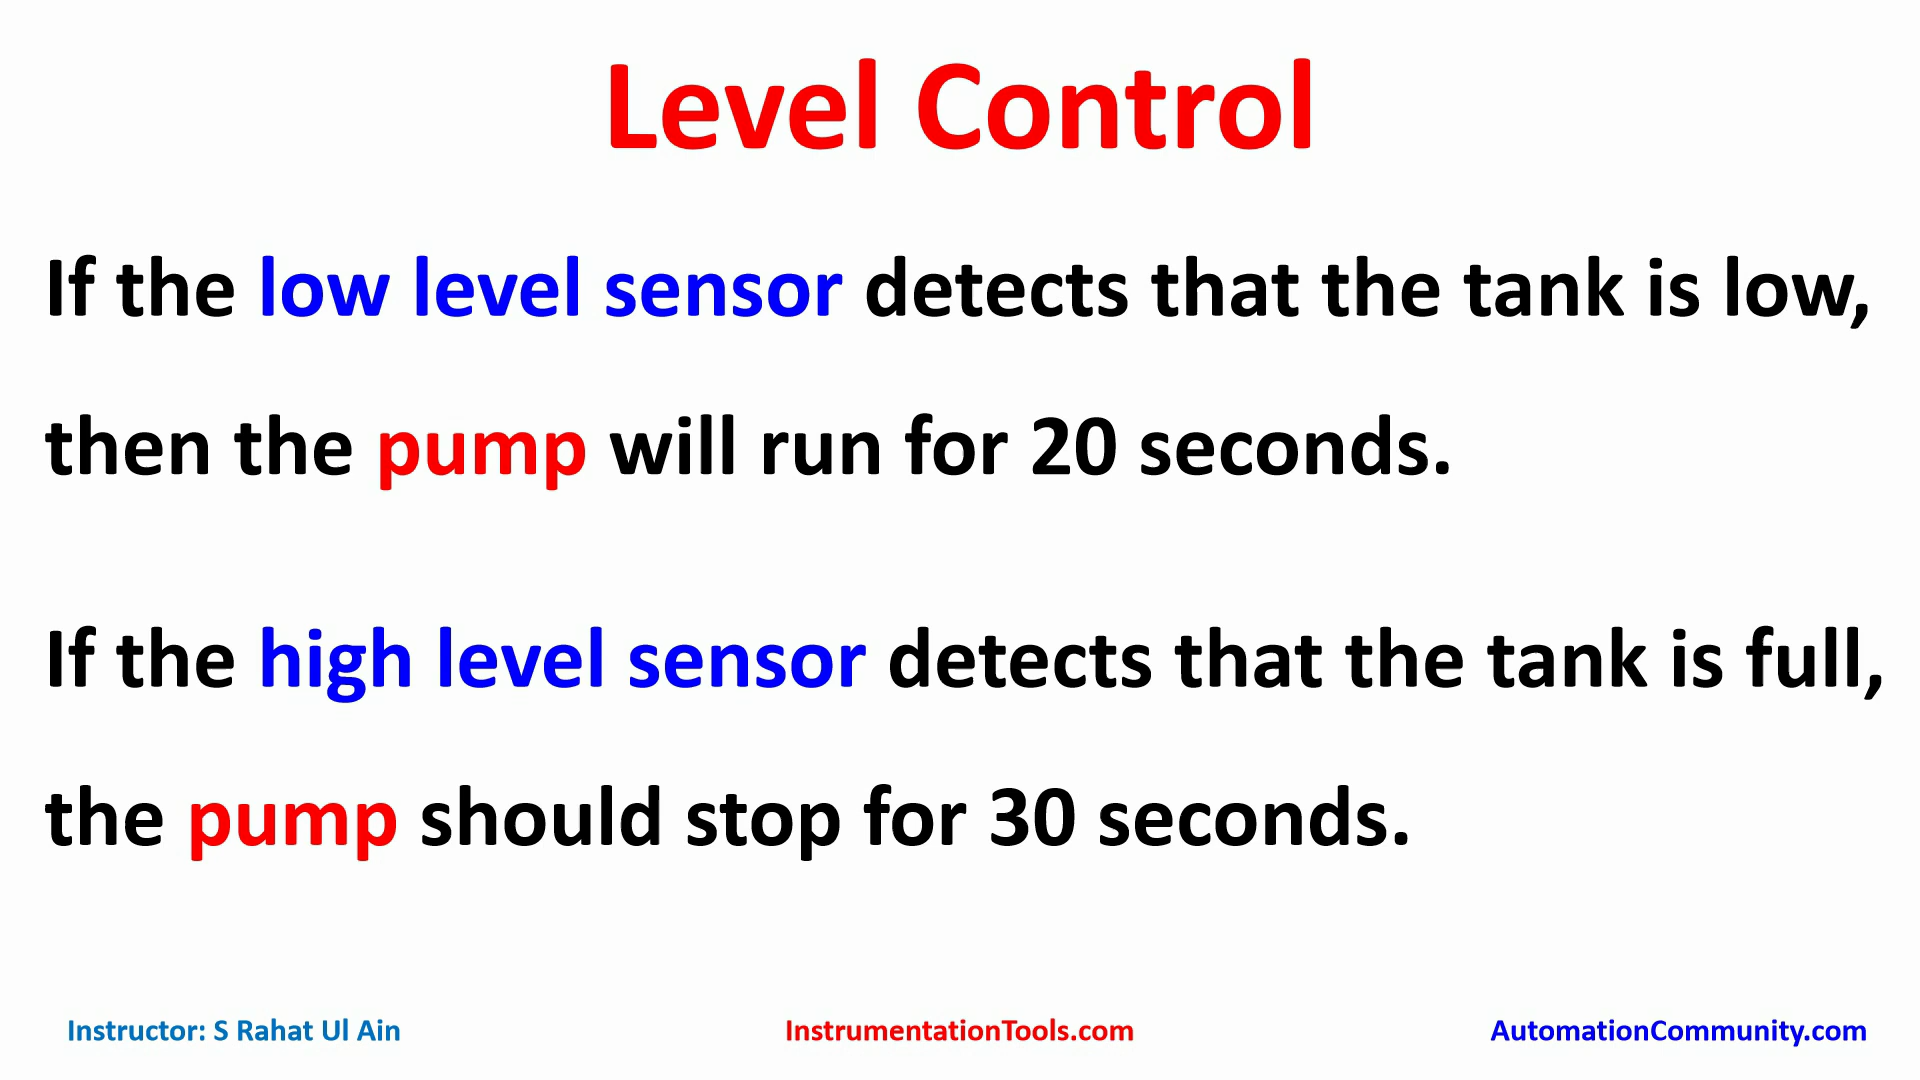 Level Control
If the low level sensor detects that the tank is low,
then the pump will run for 20 seconds.
If the high level sensor detects that the tank is full,
the pump should stop for 30 seconds.
Instructor: S Rahat Ul Ain
InstrumentationTools.com
AutomationCommunity.com